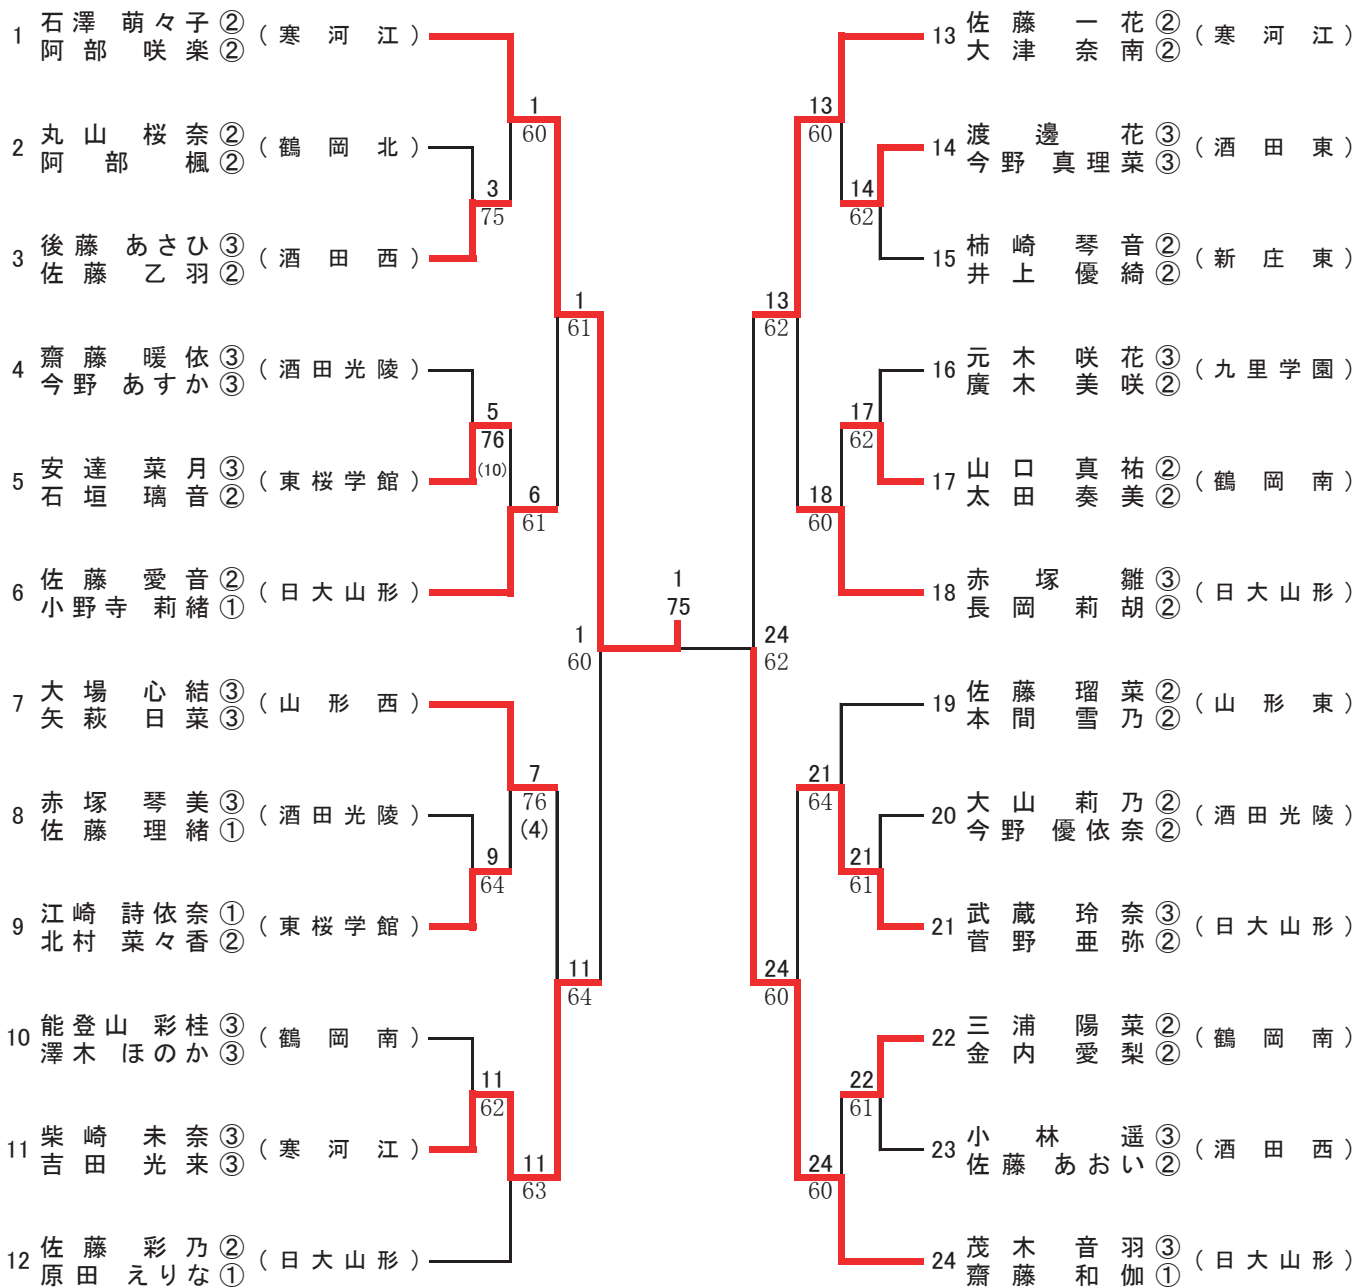 1 石澤 萌々子② (寒河江)
阿部 咲楽②
2 丸山 桜奈② (鶴岡北)
阿部 楓②
3 後藤 あさひ③ (酒田西)
佐藤 乙羽②
4 齋藤 暖依③ (酒田光陵)
今野 あすか③
5 安達 菜月③ (東桜学館)
石垣 璃音②
6 佐藤 愛音② (日大山形)
小野寺 莉緒①
7 大場 心結③ (山形西)
矢萩 日菜③
8 赤塚 琴美③ (酒田光陵)
佐藤 理緒①
9 江崎 詩依奈① (東桜学館)
北村 菜々香②
10 能登山 彩桂③ (鶴岡南)
澤木 ほのか③
11 柴崎 未奈③ (寒河江)
吉田 光来③
12 佐藤 彩乃② (日大山形)
原田 えりな①
3
75
5
76
(10)
9
64
11
62
1
60
6
61
7
76
(4)
11
63
1
61
11
64
1
60
1
75
24
62
13
62
24
60
13
60
18
60
21
64
24
60
14
62
17
62
21
61
22
61
13 佐藤 一花② (寒河江)
大津 奈南②
14 渡邊 花③ (酒田東)
今野 真理菜③
15 柿崎 琴音② (新庄東)
井上 優綺②
16 元木 咲花③ (九里学園)
廣木 美咲②
17 山口 真祐② (鶴岡南)
太田 奏美②
18 赤塚 雛③ (日大山形)
長岡 莉胡②
19 佐藤 瑠菜② (山形東)
本間 雪乃②
20 大山 莉乃② (酒田光陵)
今野 優依奈②
21 武蔵 玲奈③ (日大山形)
菅野 亜弥②
22 三浦 陽菜② (鶴岡南)
金内 愛梨②
23 小林 遥③ (酒田西)
佐藤 あおい②
24 茂木 音羽③ (日大山形)
齋藤 和伽①